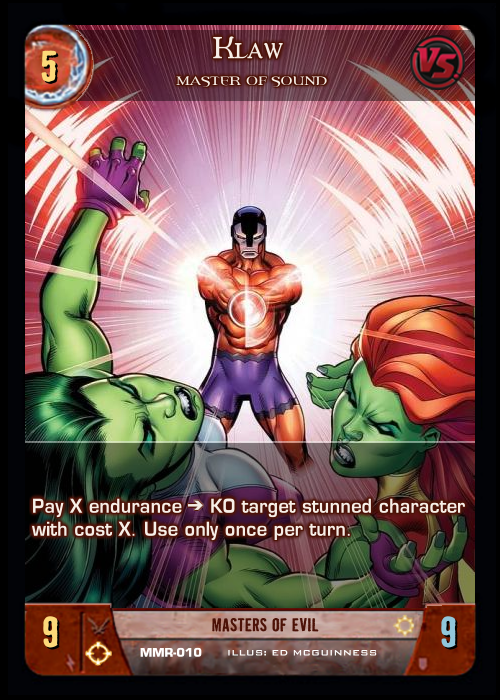 5
KLAW
VS
MASTER OF SOUND
Pay X endurance → KO target stunned character
with cost X. Use only once per turn.
9
MASTERS OF EVIL
9
MMR-010 ILLUS: ED MCGUINNESS